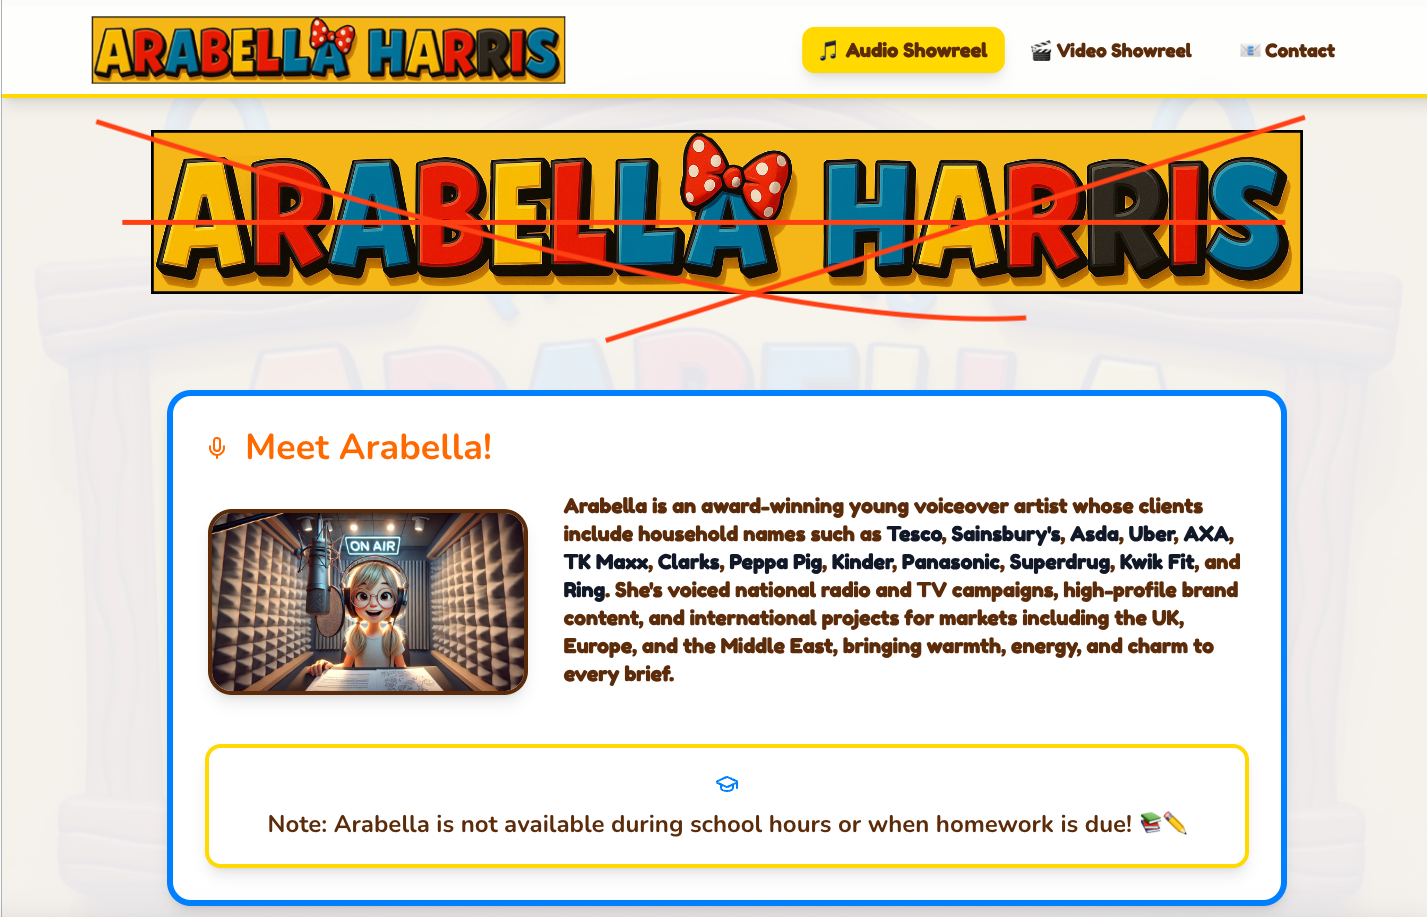 ARABELLA HARRIS
🎵 Audio Showreel
🎬 Video Showreel
📧 Contact
ARABELLA HARRIS
ARABELLA
Meet Arabella!
ON AIR
Arabella is an award-winning young voiceover artist whose clients
include household names such as Tesco, Sainsbury's, Asda, Uber, AXA,
TK Maxx, Clarks, Peppa Pig, Kinder, Panasonic, Superdrug, Kwik Fit, and
Ring. She's voiced national radio and TV campaigns, high-profile brand
content, and international projects for markets including the UK,
Europe, and the Middle East, bringing warmth, energy, and charm to
every brief.
Note: Arabella is not available during school hours or when homework is due! 📚✏️